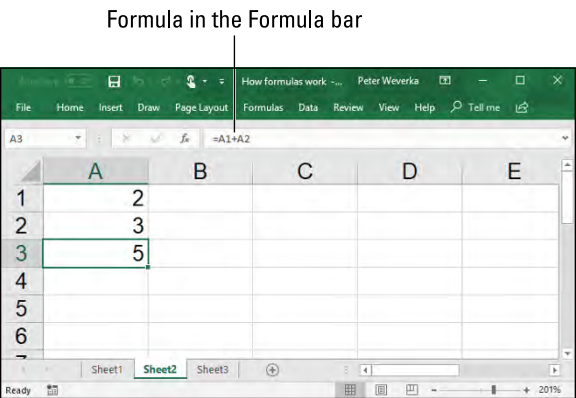 Formula in the Formula bar
How formulas work -... Peter Weverka
File Home Insert Draw Page Layout Formulas Data Review View Help Tell me
A3 fx =A1+A2
A B C D E
1 2
2 3
3 5
4
5
6
7
Sheet1 Sheet2 Sheet3
Ready 201%